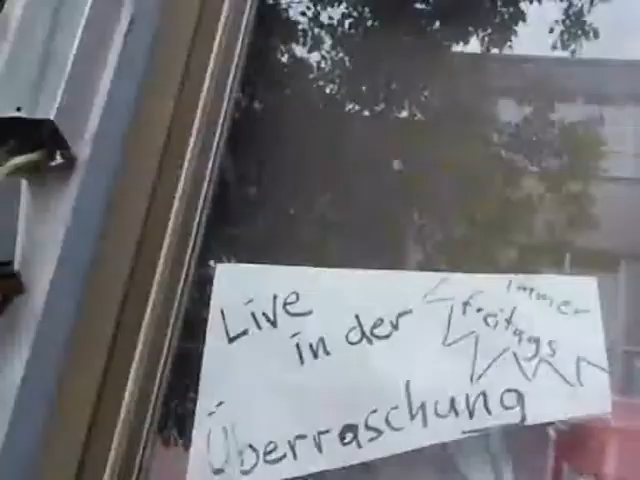 Live
in der
Überraschung
immer
freitags